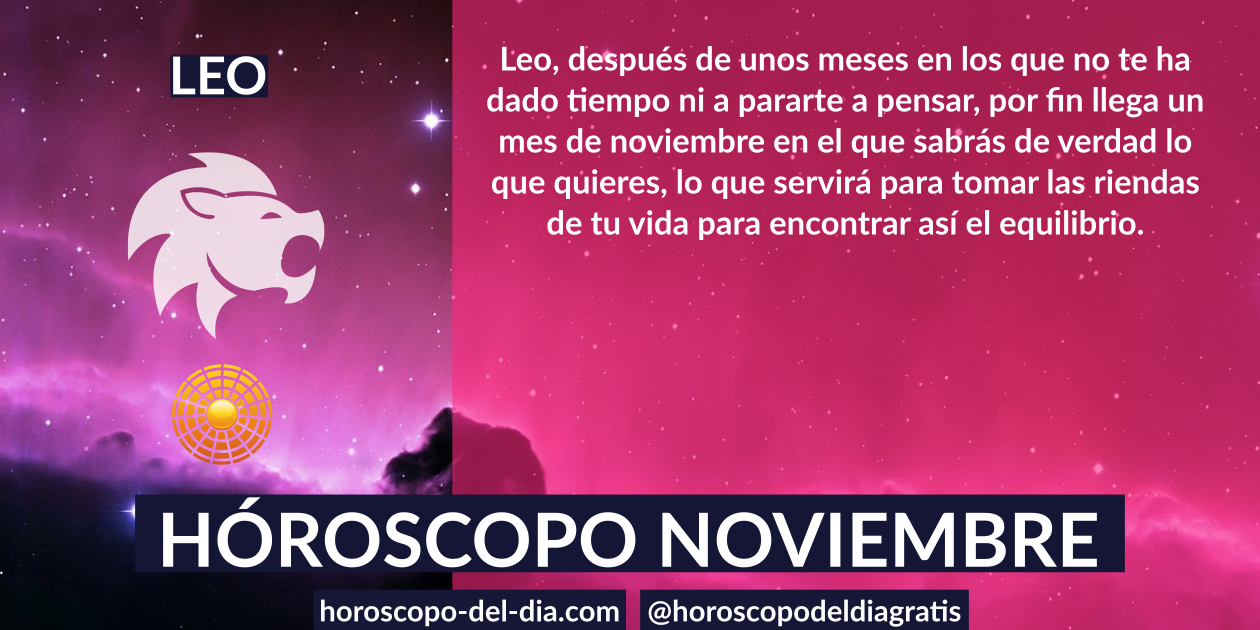 LEO
Leo, después de unos meses en los que no te ha
dado tiempo ni a pararte a pensar, por fin llega un
mes de noviembre en el que sabrás de verdad lo
que quieres, lo que servirá para tomar las riendas
de tu vida para encontrar así el equilibrio.
HÓROSCOPO NOVIEMBRE
horoscopo-del-dia.com
@horoscopodeldiagratis